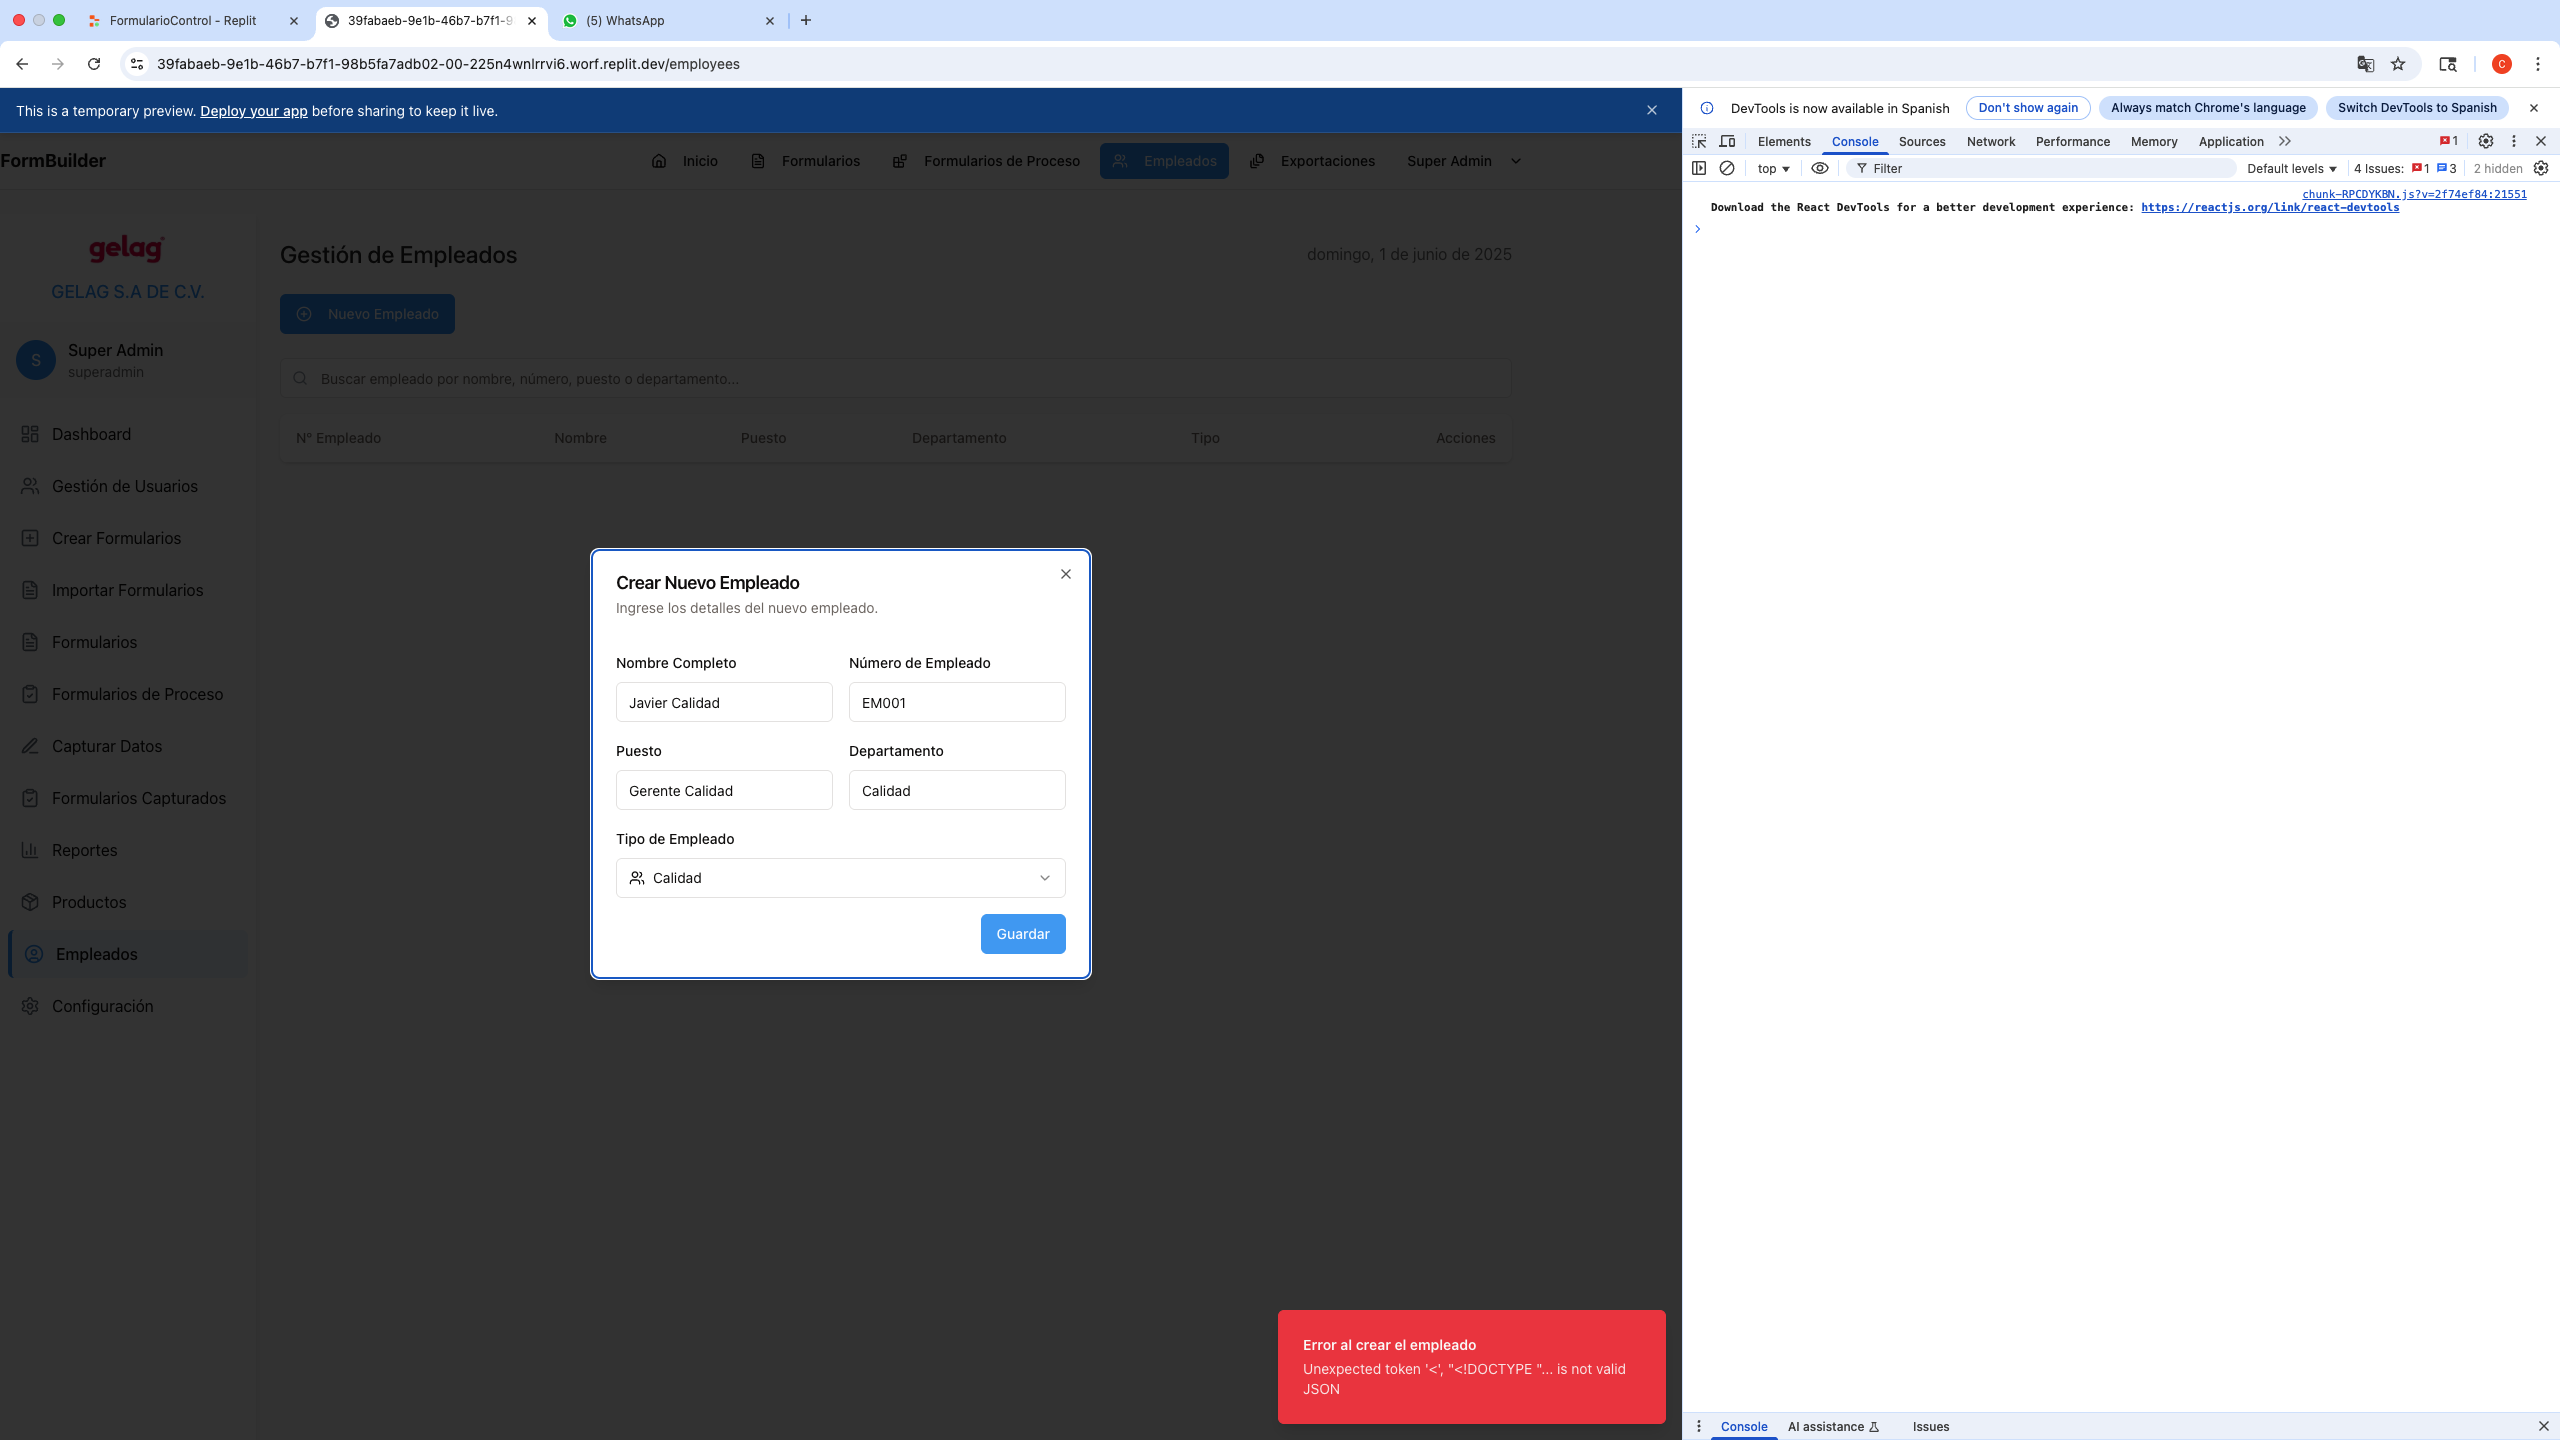 FormularioControl - Replit
39fabaeb-9e1b-46b7-b7f1-9
(5) WhatsApp
39fabaeb-9e1b-46b7-b7f1-98b5fa7adb02-00-225n4wnlrrvi6.worf.replit.dev/employees
C
This is a temporary preview. Deploy your app before sharing to keep it live.
FormBuilder
Inicio
Formularios
Formularios de Proceso
Empleados
Exportaciones
Super Admin
gelag
GELAG S.A DE C.V.
S
Super Admin
superadmin
Dashboard
Gestión de Usuarios
Crear Formularios
Importar Formularios
Formularios
Formularios de Proceso
Capturar Datos
Formularios Capturados
Reportes
Productos
Empleados
Configuración
Gestión de Empleados
domingo, 1 de junio de 2025
Nuevo Empleado
Buscar empleado por nombre, número, puesto o departamento...
N° Empleado
Nombre
Puesto
Departamento
Tipo
Acciones
Crear Nuevo Empleado
Ingrese los detalles del nuevo empleado.
Nombre Completo
Número de Empleado
Javier Calidad
EM001
Puesto
Departamento
Gerente Calidad
Calidad
Tipo de Empleado
Calidad
Guardar
Error al crear el empleado
Unexpected token '<', "<!DOCTYPE "... is not valid
JSON
DevTools is now available in Spanish
Don't show again
Always match Chrome's language
Switch DevTools to Spanish
Elements
Console
Sources
Network
Performance
Memory
Application
1
top
Filter
Default levels
4 Issues:
1
3
2 hidden
chunk-RPCDYKBN.js?v=2f74ef84:21551
Download the React DevTools for a better development experience: https://reactjs.org/link/react-devtools
Console
AI assistance
Issues